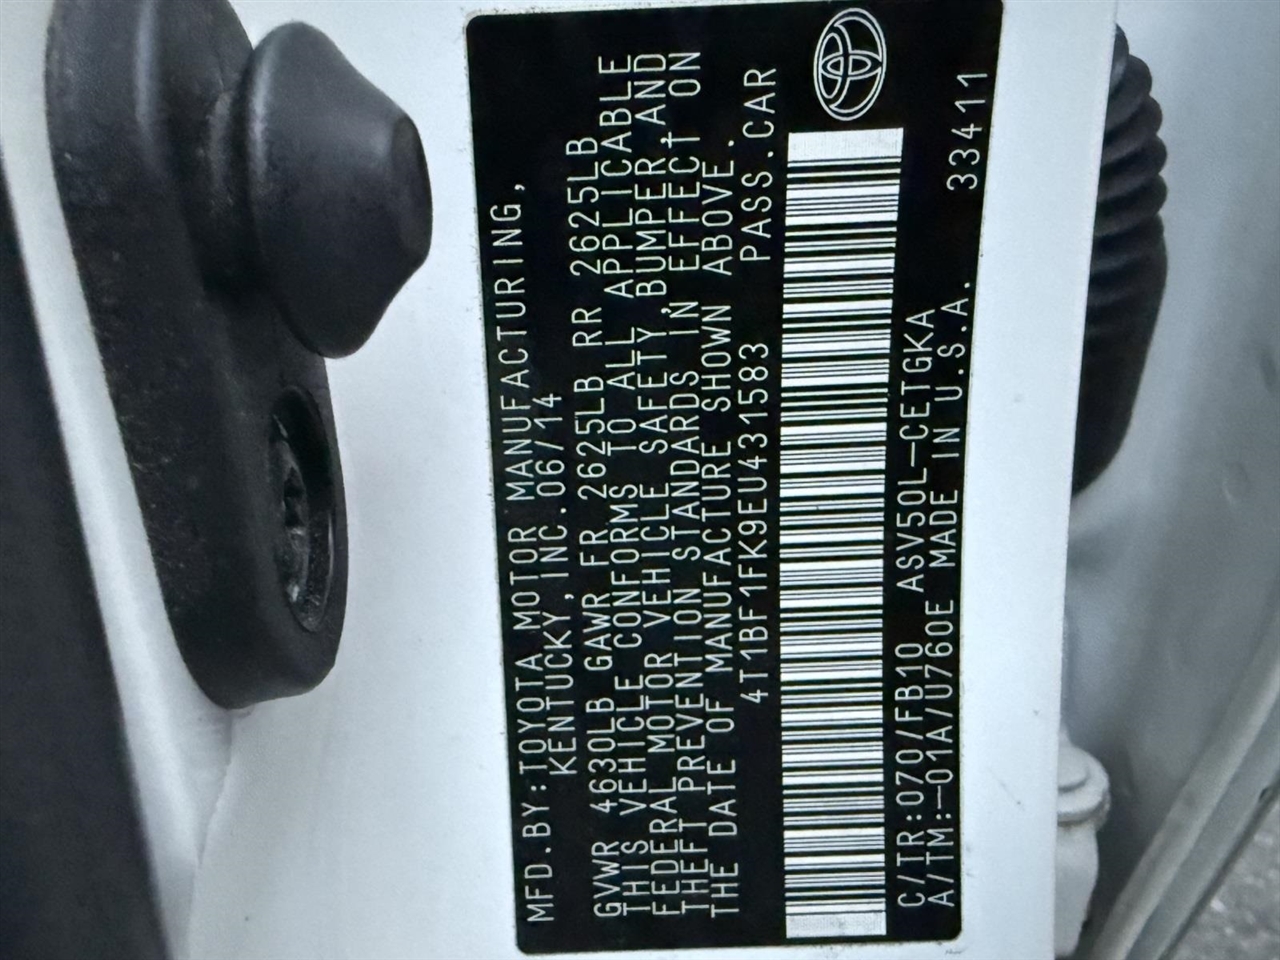 MFD.BY:TOYOTA MOTOR MANUFACTURING,
KENTUCKY,INC.06/14
GVWR 4630LB GAWR FR 2625LB RR 2625LB
THIS VEHICLE CONFORMS TO ALL APPLICABLE
FEDERAL MOTOR VEHICLE SAFETY,BUMPER,AND
THEFT PREVENTION STANDARDS IN EFFECT ON
THE DATE OF MANUFACTURE SHOWN ABOVE.
4T1BF1FK9EU431583 PASS.CAR
C/TR:070/FB10 ASV50L-CETGKA
A/TM:-01A/U760E MADE IN U.S.A. 33411